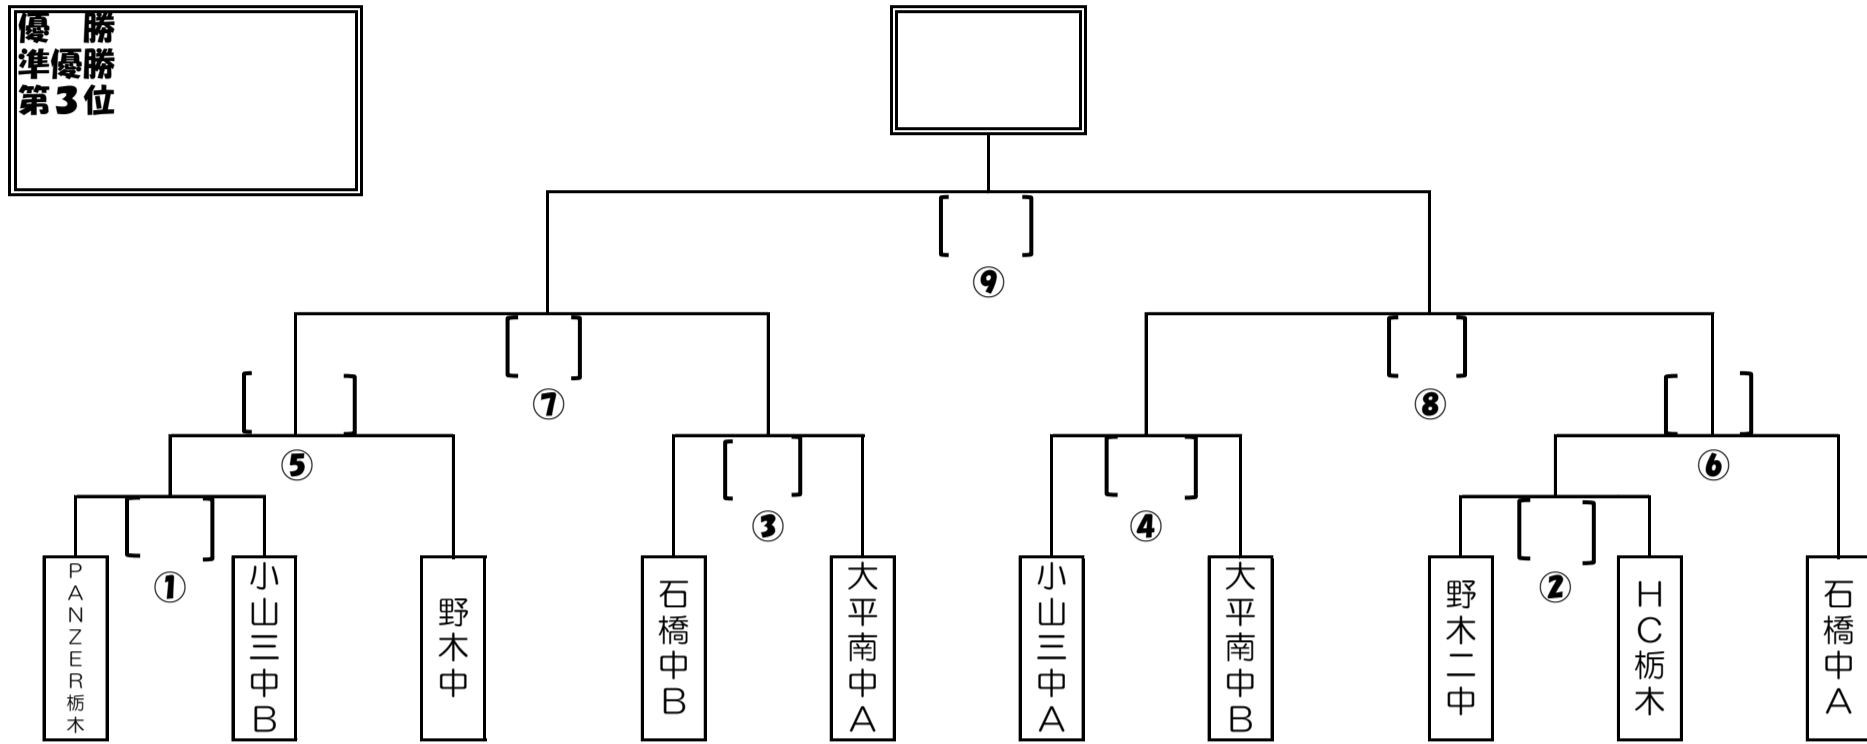 優　勝
準優勝
第３位
⑨
⑦
⑧
⑤
⑥
③
④
①
②
ＰＡＮＺＥＲ栃木
小山三中Ｂ
野木中
石橋中Ｂ
大平南中Ａ
小山三中Ａ
大平南中Ｂ
野木二中
ＨＣ栃木
石橋中Ａ